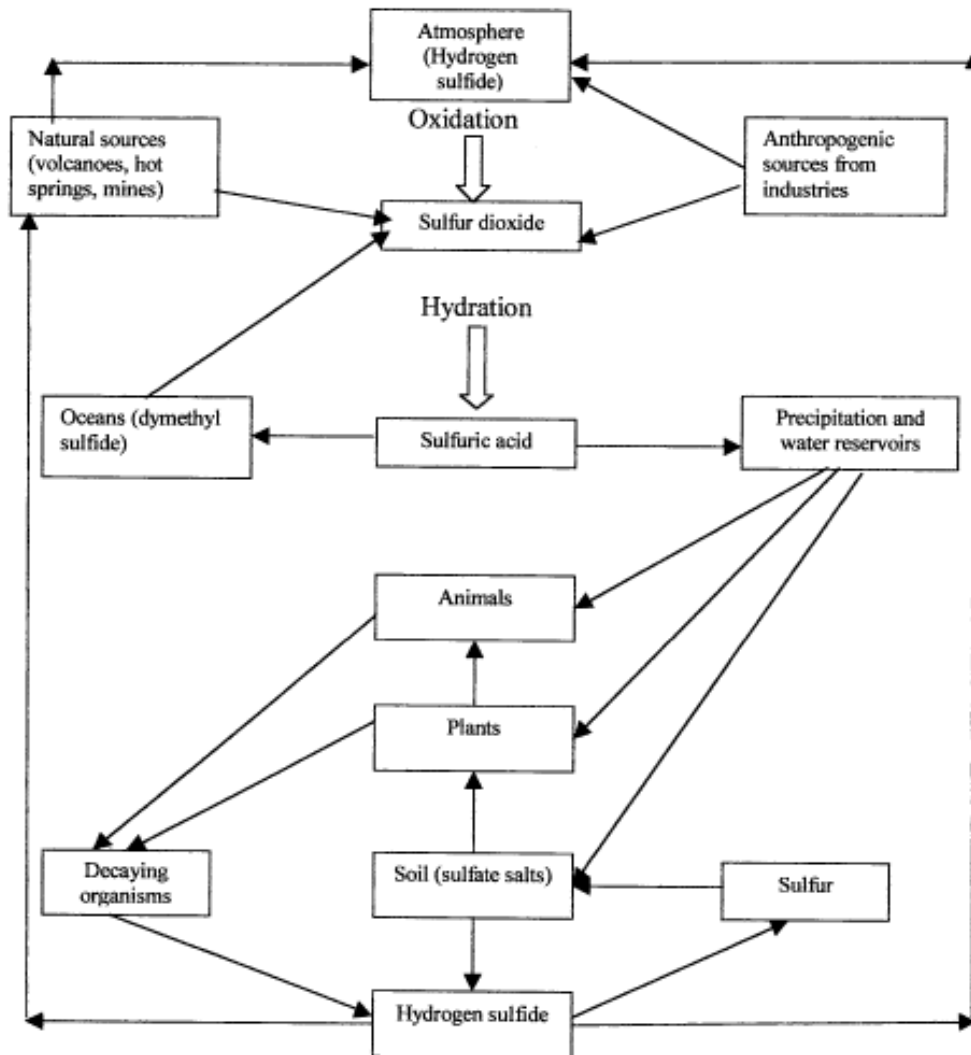 Atmosphere
(Hydrogen
sulfide)
Oxidation
Natural sources
(volcanoes, hot
springs, mines)
Anthropogenic
sources from
industries
Sulfur dioxide
Hydration
Oceans (dymethyl
sulfide)
Sulfuric acid
Precipitation and
water reservoirs
Animals
Plants
Decaying
organisms
Soil (sulfate salts)
Sulfur
Hydrogen sulfide